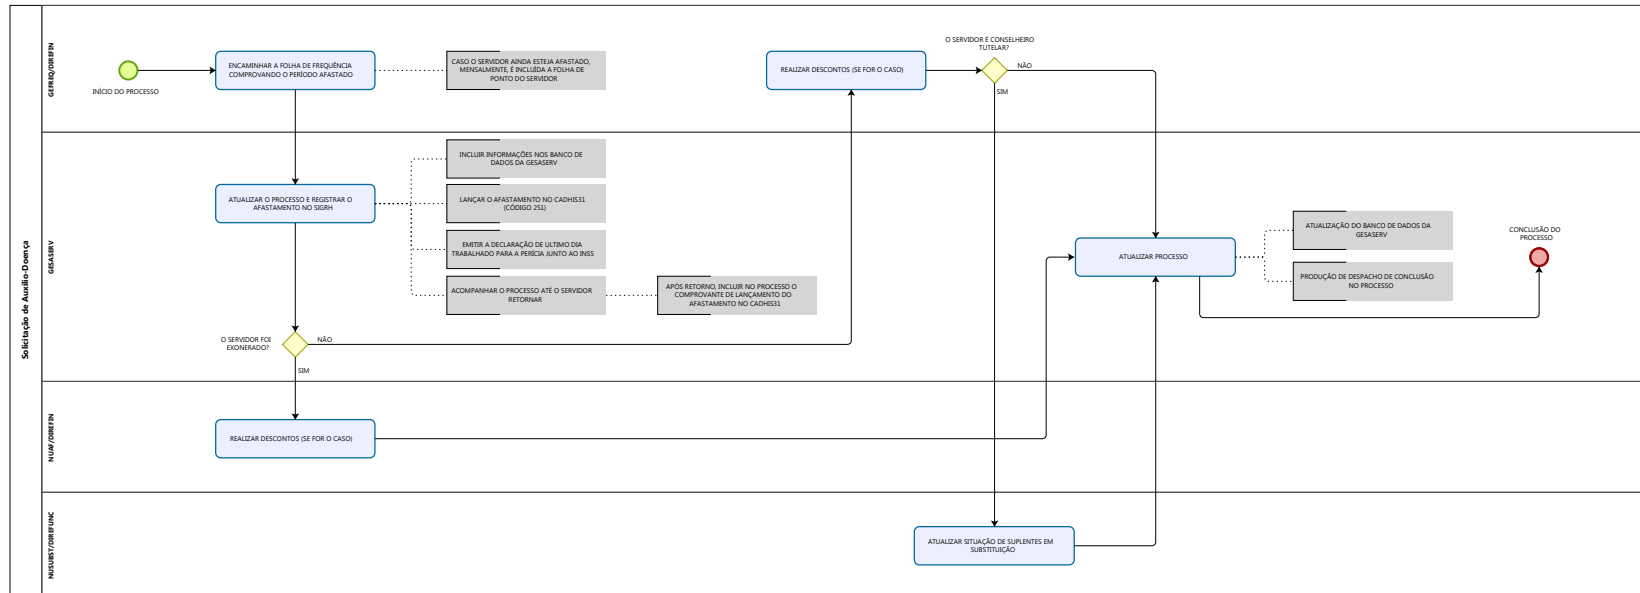 Solicitação de Auxílio-Doença
GEFREQ/DIREFIN
INÍCIO DO PROCESSO
ENCAMINHAR A FOLHA DE FREQUÊNCIA
COMPROVANDO O PERÍODO AFASTADO
CASO O SERVIDOR AINDA ESTEJA AFASTADO,
MENSALMENTE, É INCLUÍDA A FOLHA DE
PONTO DO SERVIDOR
REALIZAR DESCONTOS (SE FOR O CASO)
O SERVIDOR É CONSELHEIRO
TUTELAR?
NÃO
SIM
GESASERV
ATUALIZAR O PROCESSO E REGISTRAR O
AFASTAMENTO NO SIGRH
INCLUIR INFORMAÇÕES NOS BANCO DE
DADOS DA GESASERV
LANÇAR O AFASTAMENTO NO CADHIS31
(CÓDIGO 251)
EMITIR A DECLARAÇÃO DE ULTIMO DIA
TRABALHADO PARA A PERÍCIA JUNTO AO INSS
ACOMPANHAR O PROCESSO ATÉ O SERVIDOR
RETORNAR
APÓS RETORNO, INCLUIR NO PROCESSO O
COMPROVANTE DE LANÇAMENTO DO
AFASTAMENTO NO CADHIS31
O SERVIDOR FOI
EXONERADO?
NÃO
SIM
ATUALIZAR PROCESSO
ATUALIZAÇÃO DO BANCO DE DADOS DA
GESASERV
PRODUÇÃO DE DESPACHO DE CONCLUSÃO
NO PROCESSO
CONCLUSÃO DO
PROCESSO
NUAF/DIREFIN
REALIZAR DESCONTOS (SE FOR O CASO)
NUSUBST/DIREFUNC
ATUALIZAR SITUAÇÃO DE SUPLENTES EM
SUBSTITUIÇÃO